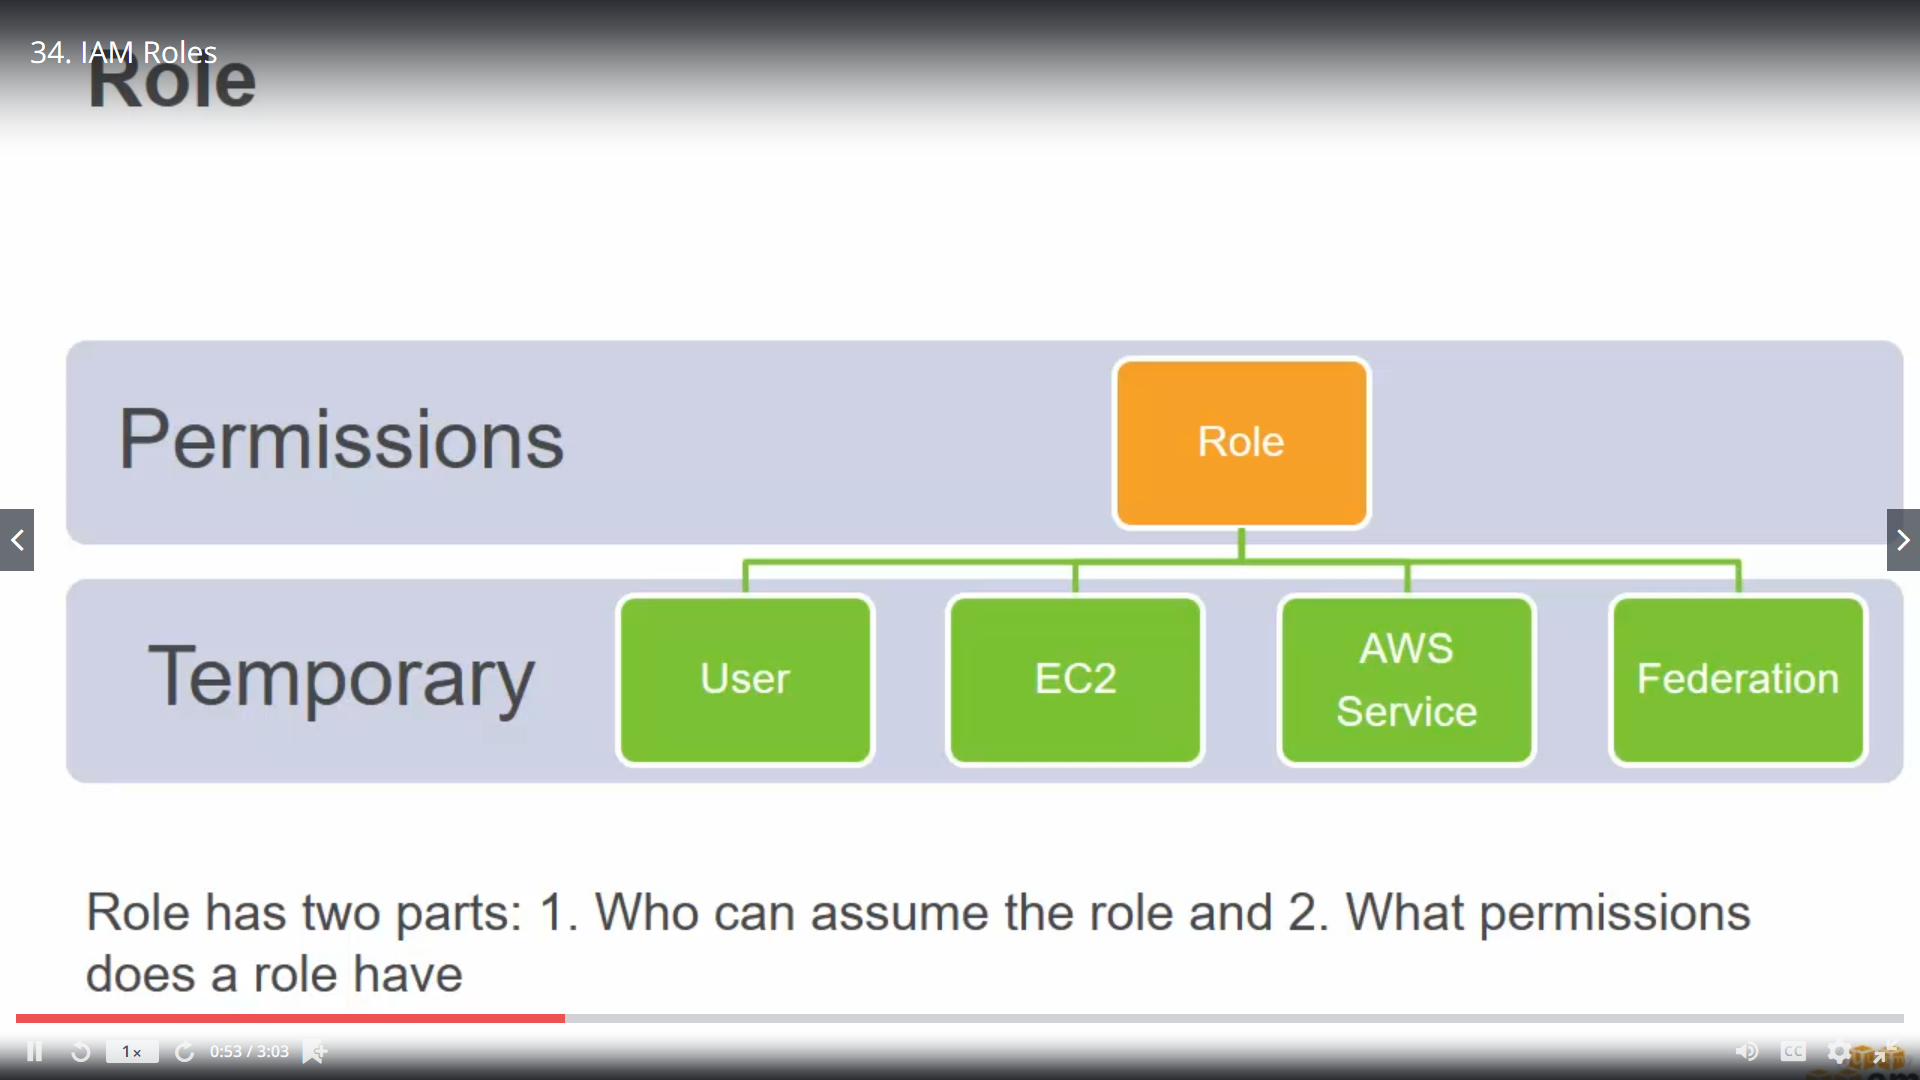 34. IAM Roles
Role
Permissions
Role
Temporary
User
EC2
AWS
Service
Federation
Role has two parts: 1. Who can assume the role and 2. What permissions
does a role have
1x
0:53 / 3:03
CC